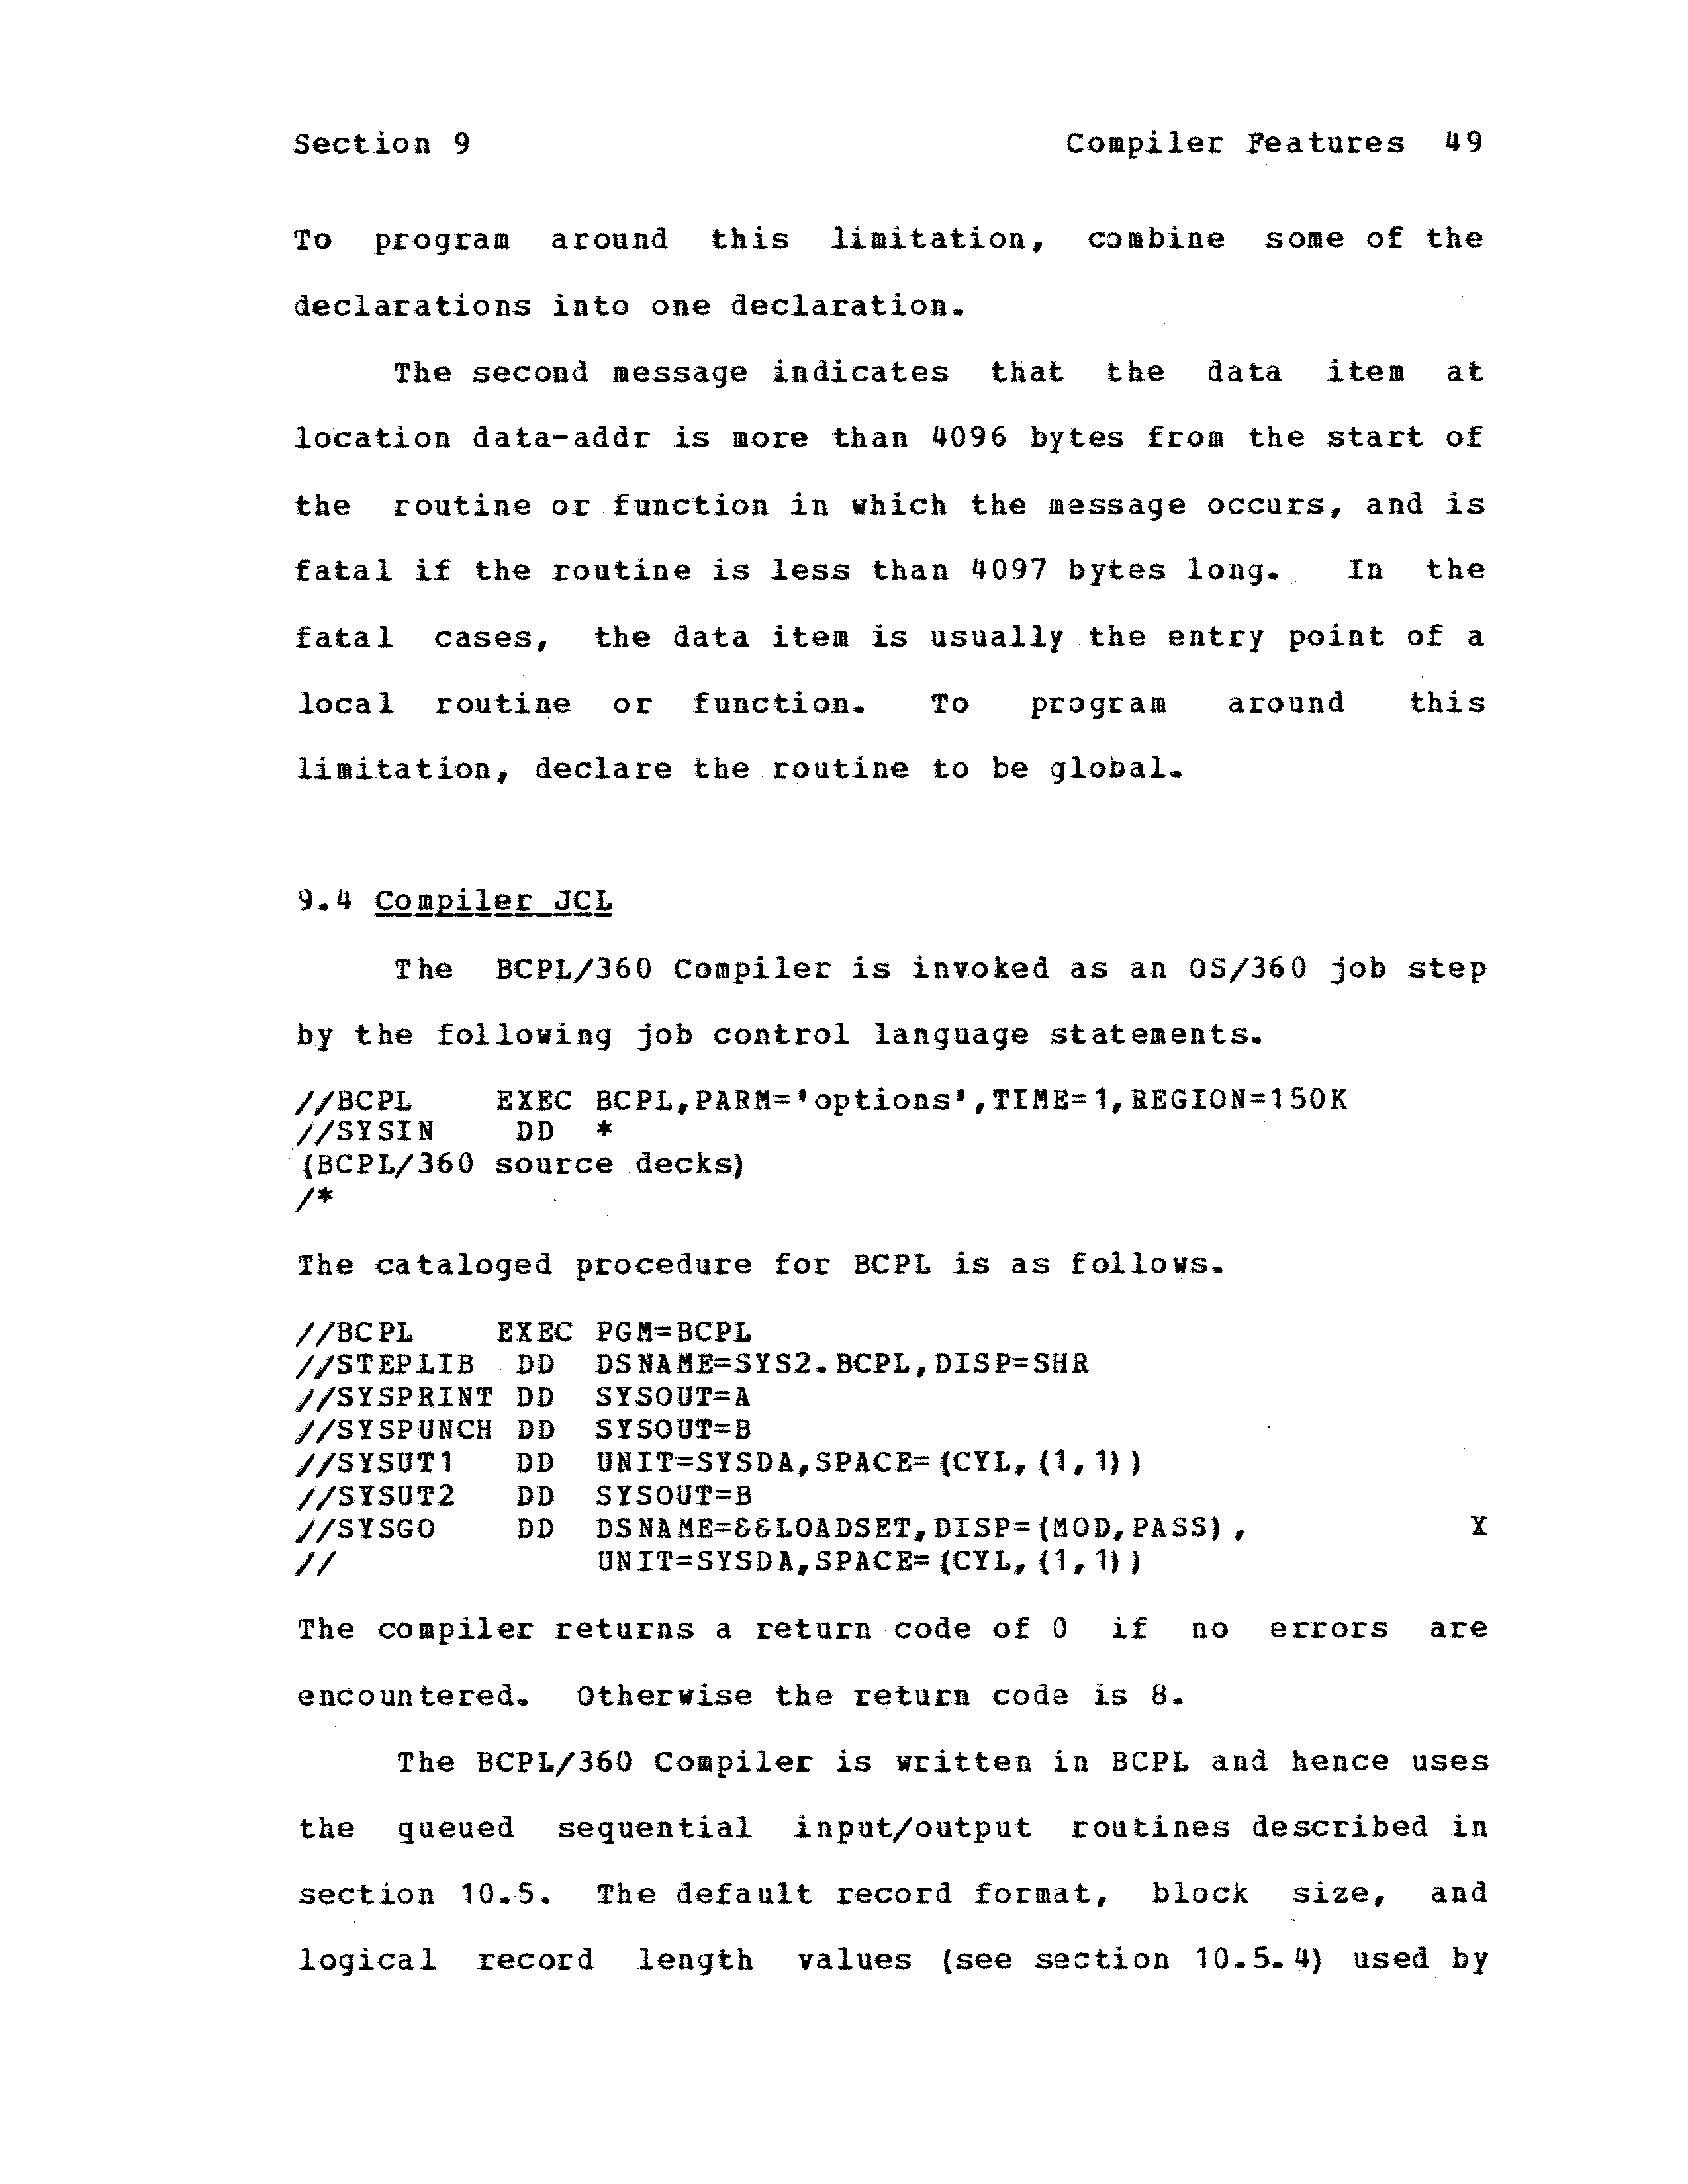 Section 9 Compiler Features 49
To program around this limitation, combine some of the
declarations into one declaration.
The second message indicates that the data item at
location data-addr is more than 4096 bytes from the start of
the routine or function in which the message occurs, and is
fatal if the routine is less than 4097 bytes long. In the
fatal cases, the data item is usually the entry point of a
local routine or function. To program around this
limitation, declare the routine to be global.
9.4 Compiler JCL
The BCPL/360 Compiler is invoked as an OS/360 job step
by the following job control language statements.
//BCPL    EXEC BCPL,PARM='options',TIME=1,REGION=150K
//SYSIN    DD  *
(BCPL/360 source decks)
/*
The cataloged procedure for BCPL is as follows.
//BCPL    EXEC PGM=BCPL
//STEPLIB  DD  DSNAME=SYS2.BCPL,DISP=SHR
//SYSPRINT DD  SYSOUT=A
//SYSPUNCH DD  SYSOUT=B
//SYSUT1   DD  UNIT=SYSDA,SPACE=(CYL,(1,1))
//SYSUT2   DD  SYSOUT=B
//SYSGO    DD  DSNAME=&&LOADSET,DISP=(MOD,PASS),            X
//             UNIT=SYSDA,SPACE=(CYL,(1,1))
The compiler returns a return code of 0 if no errors are
encountered. Otherwise the return code is 8.
The BCPL/360 Compiler is written in BCPL and hence uses
the queued sequential input/output routines described in
section 10.5. The default record format, block size, and
logical record length values (see section 10.5.4) used by